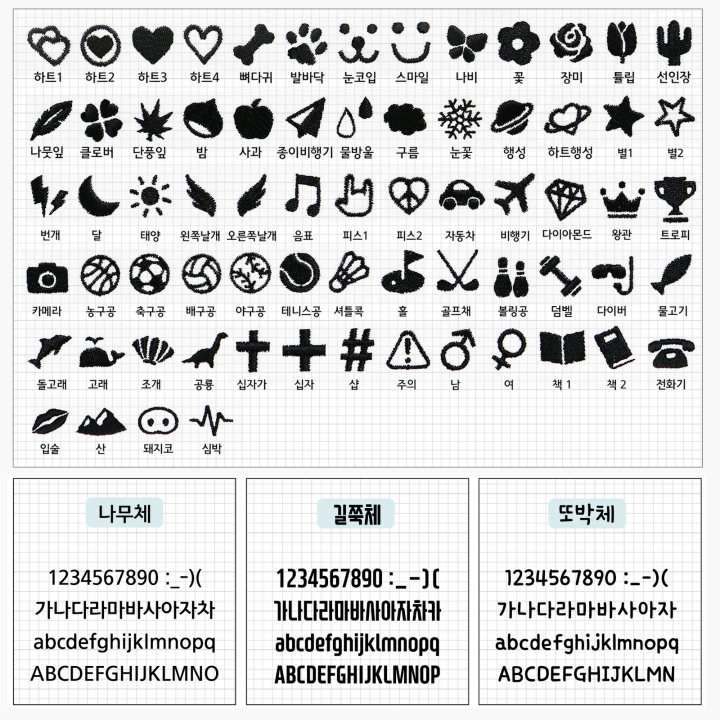 하트1 하트2 하트3 하트4 뼈다귀 발바닥 눈코입 스마일 나비 꽃 장미 튤립 선인장
나뭇잎 클로버 단풍잎 밤 사과 종이비행기 물방울 구름 눈꽃 행성 하트행성 별1 별2
번개 달 태양 왼쪽날개 오른쪽날개 음표 피스1 피스2 자동차 비행기 다이아몬드 왕관 트로피
카메라 농구공 축구공 배구공 야구공 테니스공 셔틀콕 홀 골프채 볼링공 덤벨 다이버 물고기
돌고래 고래 조개 공룡 십자가 십자 샵 주의 남 여 책 1 책 2 전화기
입술 산 돼지코 심박
나무체
1234567890 :_-)(
가나다라마바사아자차
abcdefghijklmnopq
ABCDEFGHIJKLMNO
길쭉체
1234567890 :_-)(
가나다라마바사아자차카
abcdefghijklmnopq
ABCDEFGHIJKLMNOP
또박체
1234567890 :_-)(
가나다라마바사아자
abcdefghijklmnopq
ABCDEFGHIJKLMN